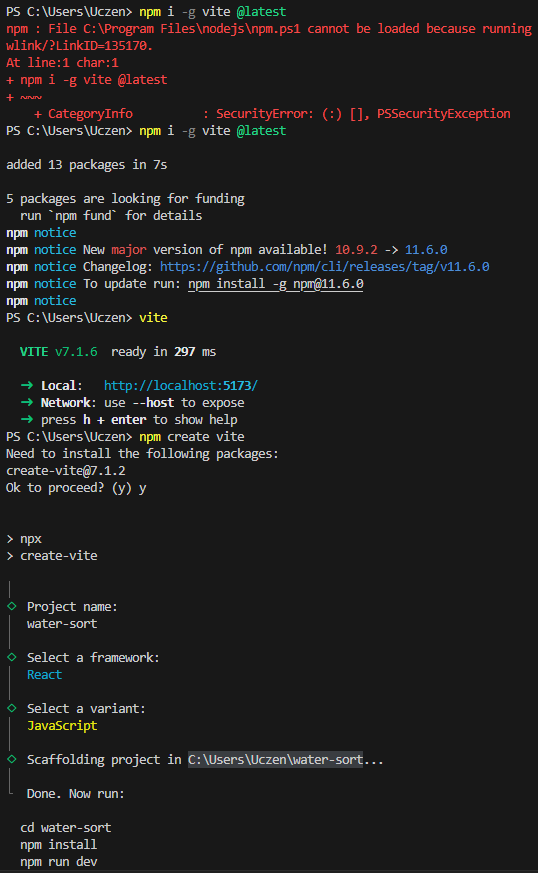 PS C:\Users\Uczen> npm i -g vite @latest
npm : File C:\Program Files\nodejs\npm.ps1 cannot be loaded because running
wlink/?LinkID=135170.
At line:1 char:1
+ npm i -g vite @latest
+ ~~~
    + CategoryInfo          : SecurityError: (:) [], PSSecurityException
PS C:\Users\Uczen> npm i -g vite @latest
added 13 packages in 7s
5 packages are looking for funding
  run `npm fund` for details
npm notice
npm notice New major version of npm available! 10.9.2 -> 11.6.0
npm notice Changelog: https://github.com/npm/cli/releases/tag/v11.6.0
npm notice To update run: npm install -g npm@11.6.0
npm notice
PS C:\Users\Uczen> vite
  VITE v7.1.6  ready in 297 ms
  ➜ Local:   http://localhost:5173/
  ➜ Network: use --host to expose
  ➜ press h + enter to show help
PS C:\Users\Uczen> npm create vite
Need to install the following packages:
create-vite@7.1.2
Ok to proceed? (y) y
> npx
> create-vite
◇ Project name:
  water-sort
◇ Select a framework:
  React
◇ Select a variant:
  JavaScript
◇ Scaffolding project in C:\Users\Uczen\water-sort...
└ Done. Now run:
  cd water-sort
  npm install
  npm run dev